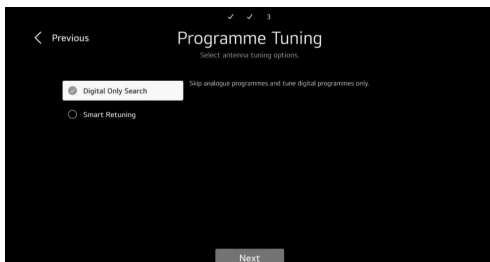 ✓ ✓ 3
Previous
Programme Tuning
Select antenna tuning options.
Digital Only Search
Skip analogue programmes and tune digital programmes only.
Smart Retuning
Next